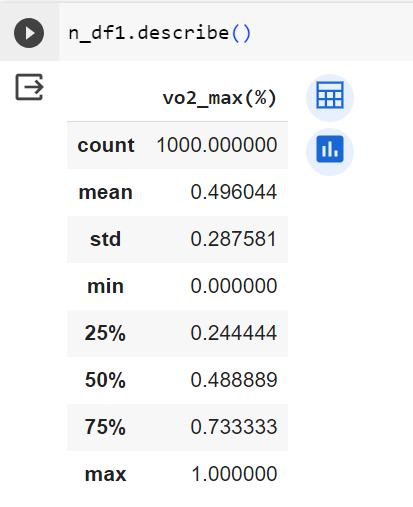 n_df1.describe()
vo2_max(%)
count 1000.000000
mean 0.496044
std 0.287581
min 0.000000
25% 0.244444
50% 0.488889
75% 0.733333
max 1.000000